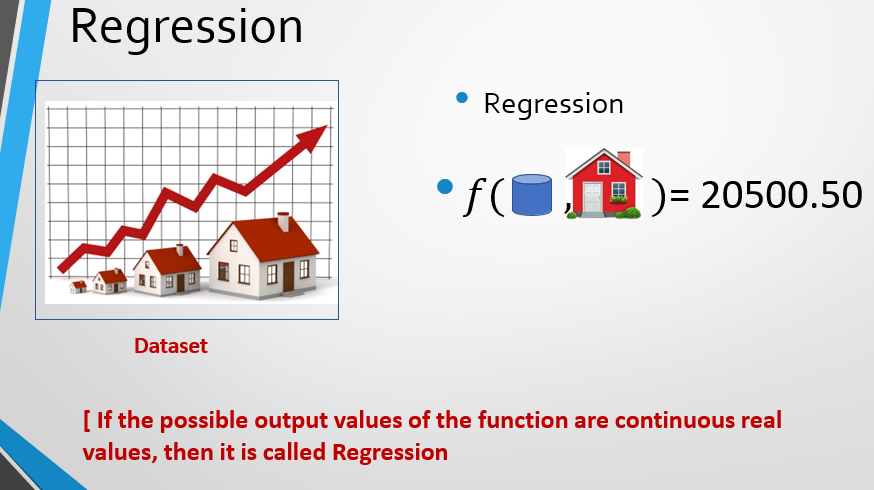 Regression
Regression
f( , )= 20500.50
Dataset
[ If the possible output values of the function are continuous real
values, then it is called Regression